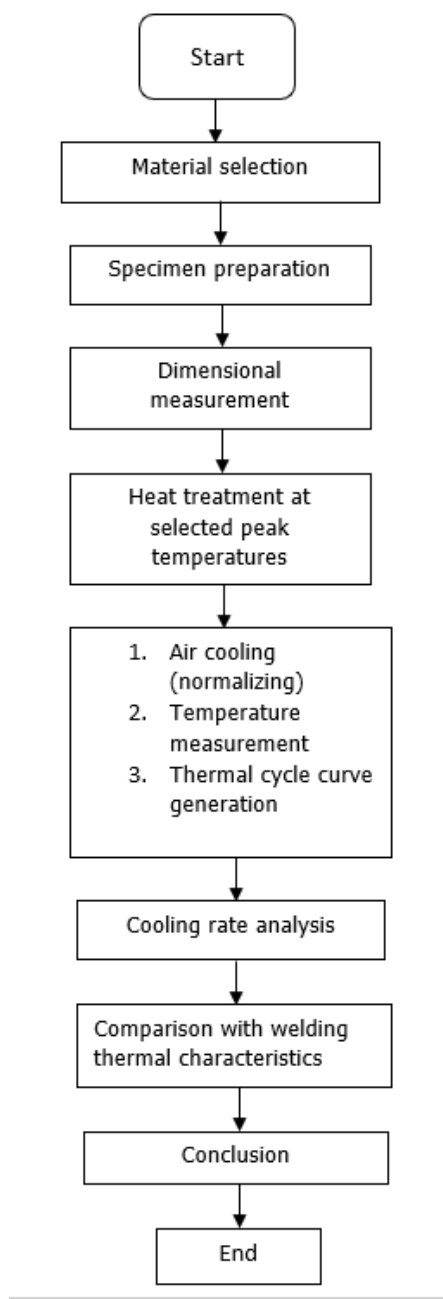 Start
Material selection
Specimen preparation
Dimensional
measurement
Heat treatment at
selected peak
temperatures
1. Air cooling
(normalizing)
2. Temperature
measurement
3. Thermal cycle curve
generation
Cooling rate analysis
Comparison with welding
thermal characteristics
Conclusion
End